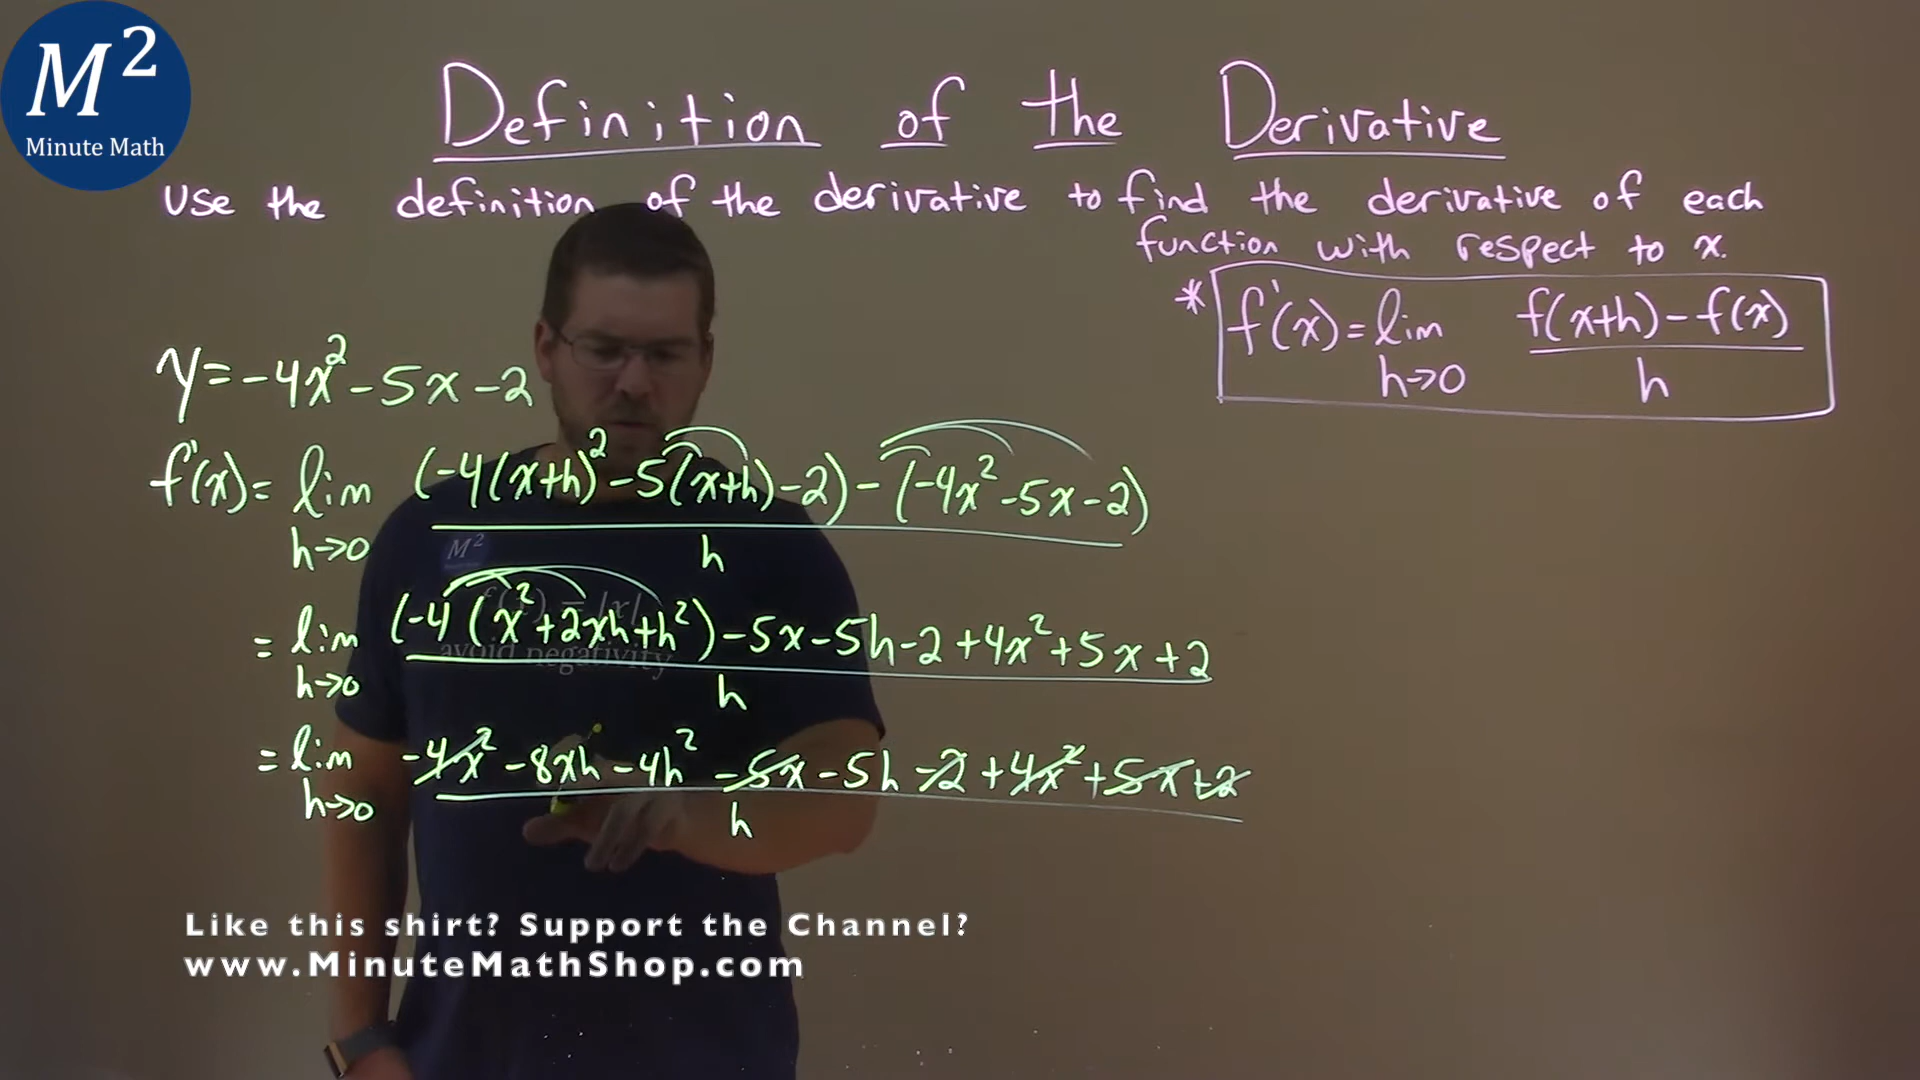 M²
Minute Math
Definition of the Derivative
Use the definition of the derivative to find the derivative of each
function with respect to x.
* f'(x) = lim f(x+h) - f(x)
h→0 h
y = -4x² - 5x - 2
f'(x) = lim (-4(x+h)² - 5(x+h) - 2) - (-4x² - 5x - 2)
h→0 h
M²
= lim (-4(x² + 2xh + h²) - 5x - 5h - 2 + 4x² + 5x + 2
f(x) = |x|
avoid negativity
h→0 h
= lim -4x² - 8xh - 4h² - 5x - 5h - 2 + 4x² + 5x + 2
h→0 h
Like this shirt? Support the Channel?
www.MinuteMathShop.com